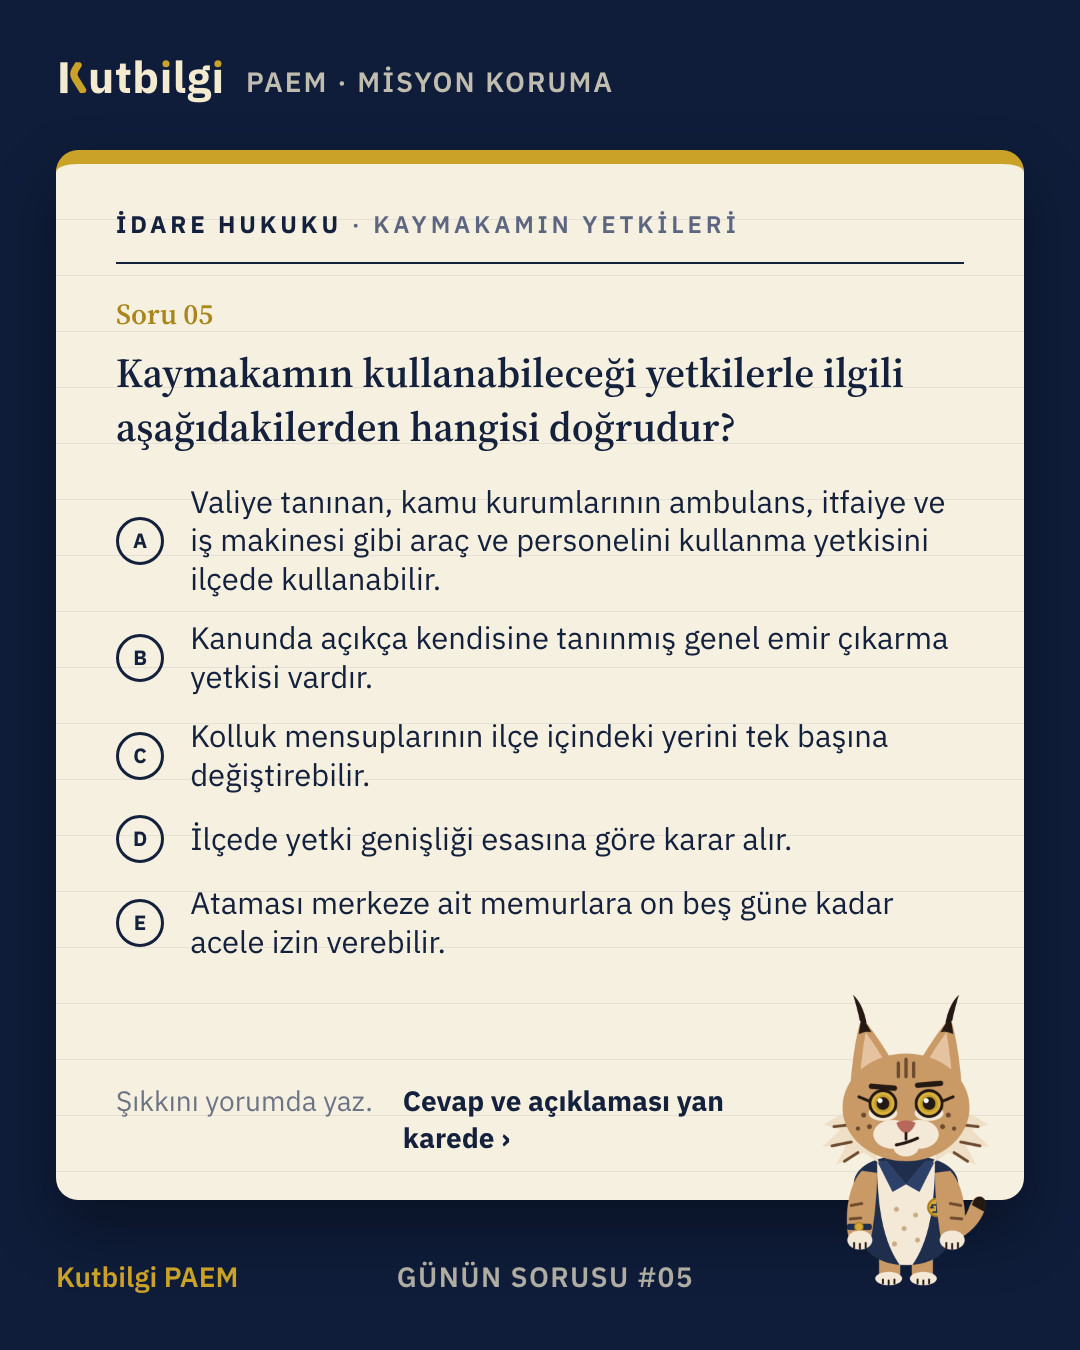 Kutbilgi PAEM · MİSYON KORUMA
İDARE HUKUKU · KAYMAKAMIN YETKİLERİ
Soru 05
Kaymakamın kullanabileceği yetkilerle ilgili
aşağıdakilerden hangisi doğrudur?
A Valiye tanınan, kamu kurumlarının ambulans, itfaiye ve
iş makinesi gibi araç ve personelini kullanma yetkisini
ilçede kullanabilir.
B Kanunda açıkça kendisine tanınmış genel emir çıkarma
yetkisi vardır.
C Kolluk mensuplarının ilçe içindeki yerini tek başına
değiştirebilir.
D İlçede yetki genişliği esasına göre karar alır.
E Ataması merkeze ait memurlara on beş güne kadar
acele izin verebilir.
Şıkkını yorumda yaz. Cevap ve açıklaması yan
karede ›
Kutbilgi PAEM GÜNÜN SORUSU #05